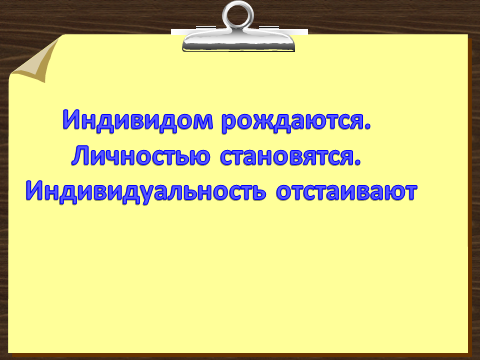 Индивидом рождаются.
Личностью становятся.
Индивидуальность отстаивают